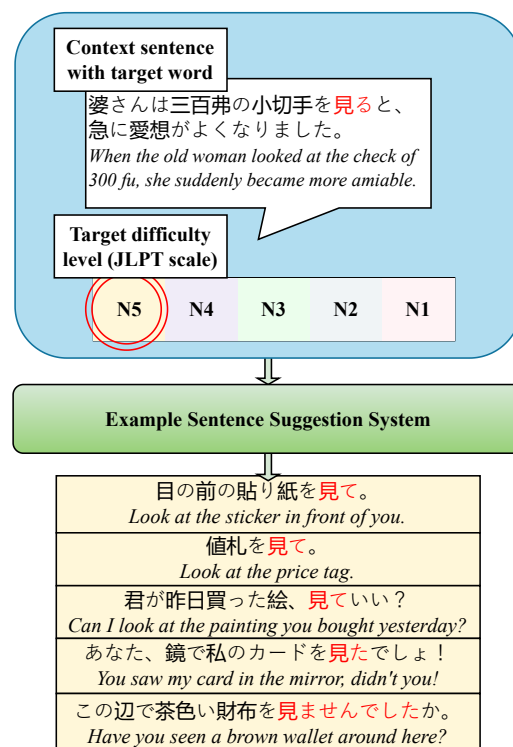 Context sentence
with target word
婆さんは三百弗の小切手を見ると、
急に愛想がよくなりました。
When the old woman looked at the check of
300 fu, she suddenly became more amiable.
Target difficulty
level (JLPT scale)
N5 N4 N3 N2 N1
Example Sentence Suggestion System
目の前の貼り紙を見て。
Look at the sticker in front of you.
値札を見て。
Look at the price tag.
君が昨日買った絵、見ていい？
Can I look at the painting you bought yesterday?
あなた、鏡で私のカードを見たでしょ！
You saw my card in the mirror, didn't you!
この辺で茶色い財布を見ませんでしたか。
Have you seen a brown wallet around here?